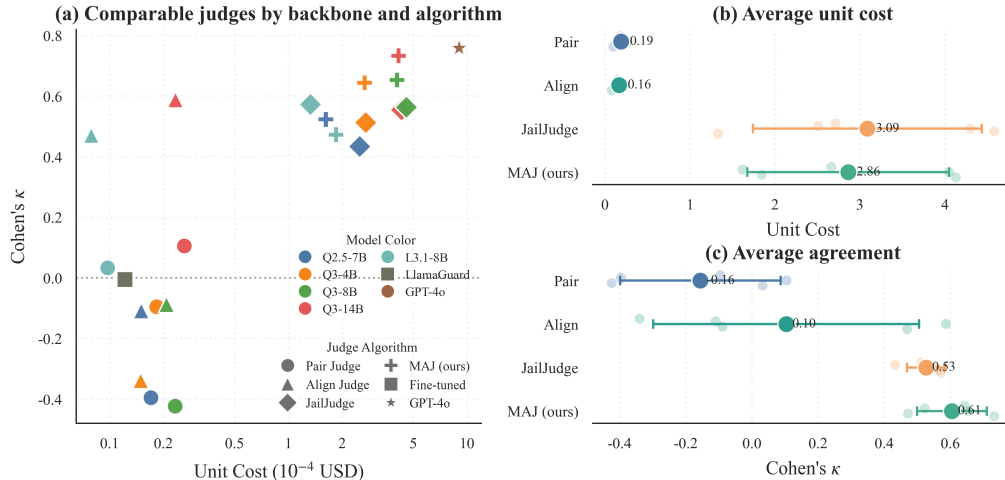 (a) Comparable judges by backbone and algorithm
Cohen's κ
0.8
0.6
0.4
0.2
0.0
0.2
-0.4
0.1
0.2
0.5
1
2
5
10
Unit Cost (10⁻⁴ USD)
Model Color
Q2.5-7B
L3.1-8B
Q3-4B
LlamaGuard
Q3-8B
GPT-4o
Q3-14B
Judge Algorithm
Pair Judge
MAJ (ours)
Align Judge
Fine-tuned
JailJudge
GPT-4o
(b) Average unit cost
Pair
0.19
Align
0.16
JailJudge
3.09
MAJ (ours)
2.86
0
1
2
3
4
Unit Cost
(c) Average agreement
Pair
-0.16
Align
0.10
JailJudge
0.53
MAJ (ours)
0.61
-0.4
-0.2
0.0
0.2
0.4
0.6
Cohen's κ